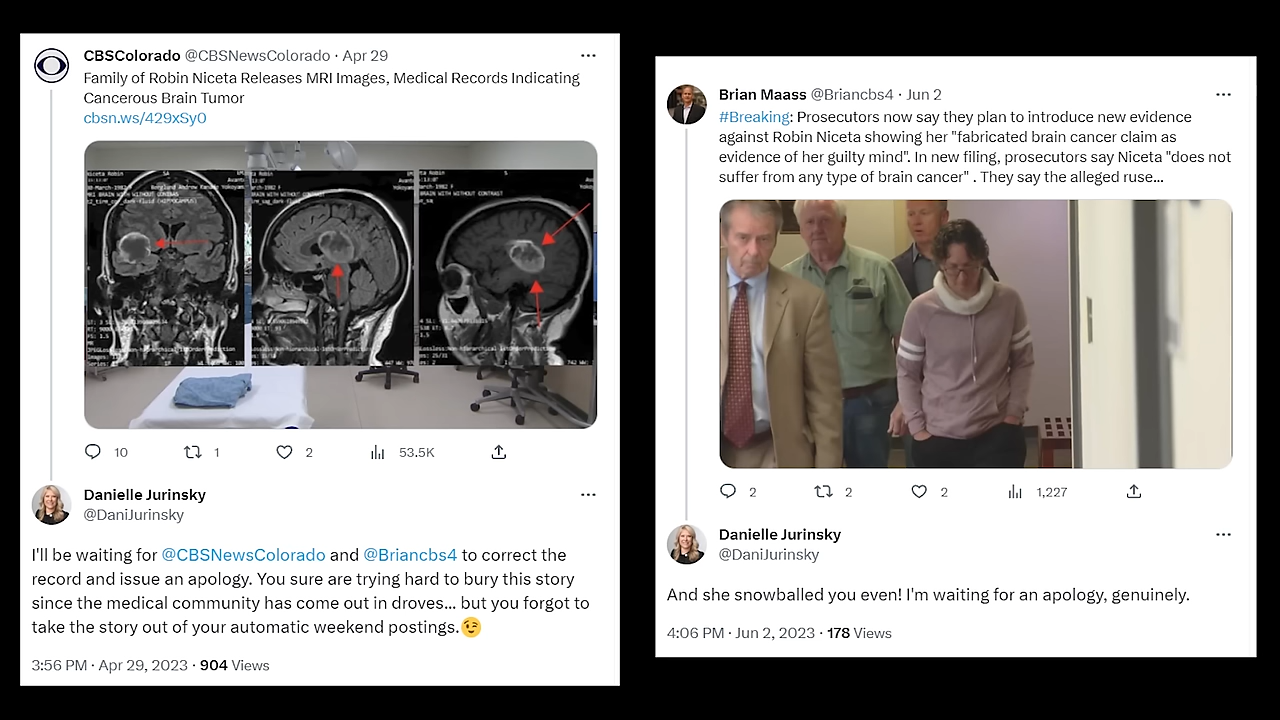 CBSColorado @CBSNewsColorado · Apr 29
Family of Robin Niceta Releases MRI Images, Medical Records Indicating
Cancerous Brain Tumor
cbsn.ws/429xSyO
10 1 2 53.5K
Danielle Jurinsky
@DaniJurinsky
I'll be waiting for @CBSNewsColorado and @Briancbs4 to correct the
record and issue an apology. You sure are trying hard to bury this story
since the medical community has come out in droves... but you forgot to
take the story out of your automatic weekend postings.😉
3:56 PM · Apr 29, 2023 · 904 Views
Brian Maass @Briancbs4 · Jun 2
#Breaking: Prosecutors now say they plan to introduce new evidence
against Robin Niceta showing her "fabricated brain cancer claim as
evidence of her guilty mind". In new filing, prosecutors say Niceta "does not
suffer from any type of brain cancer" . They say the alleged ruse...
2 2 2 1,227
Danielle Jurinsky
@DaniJurinsky
And she snowballed you even! I'm waiting for an apology, genuinely.
4:06 PM · Jun 2, 2023 · 178 Views